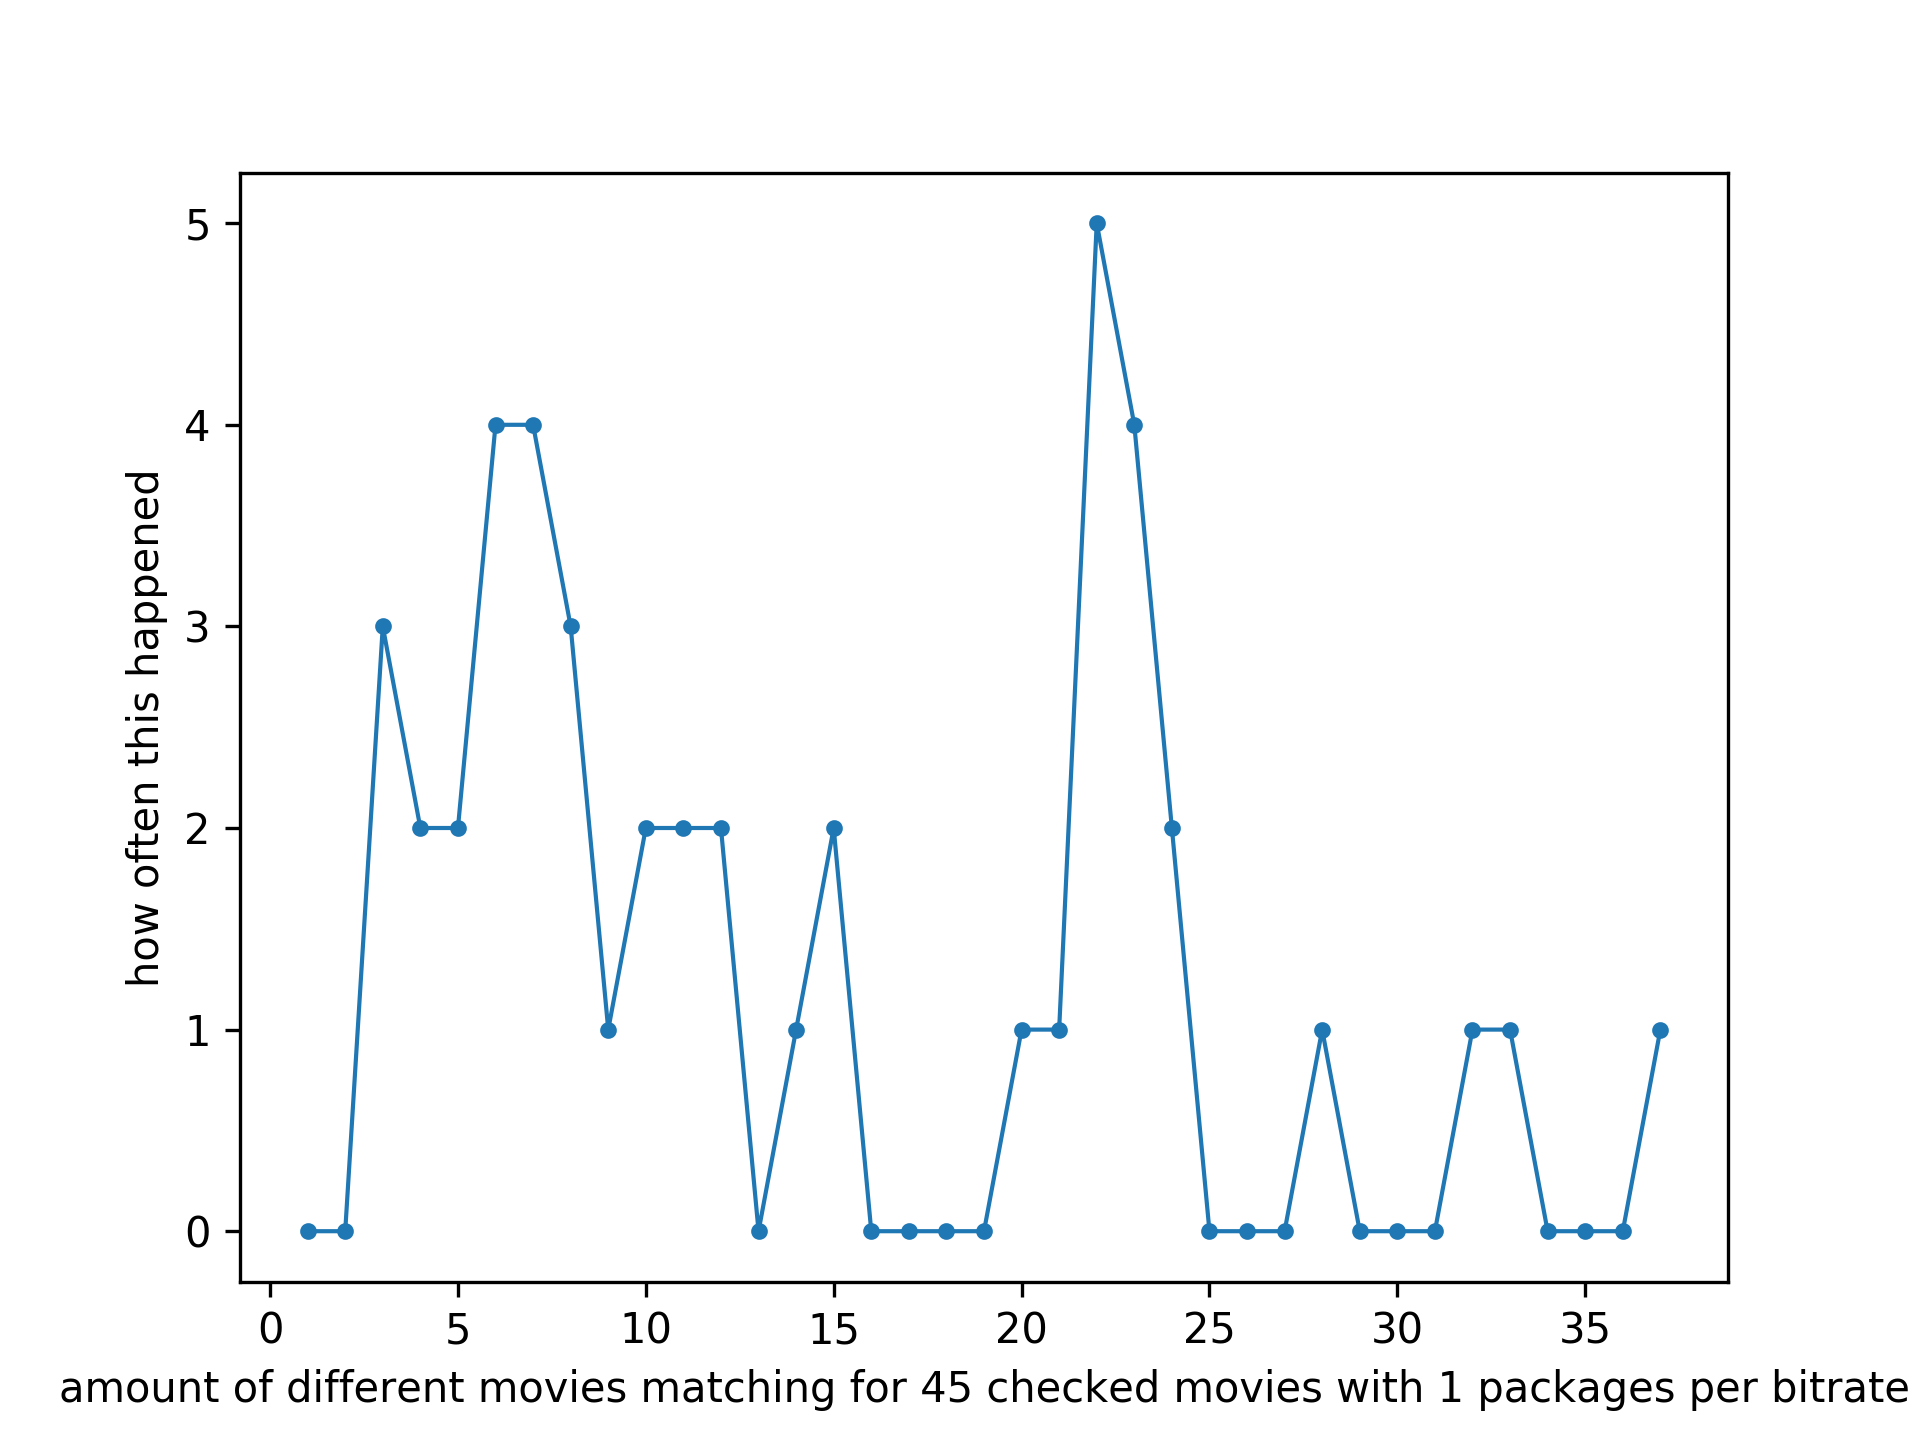 5
4
3
2
1
0
how often this happened
0 5 10 15 20 25 30 35
amount of different movies matching for 45 checked movies with 1 packages per bitrate